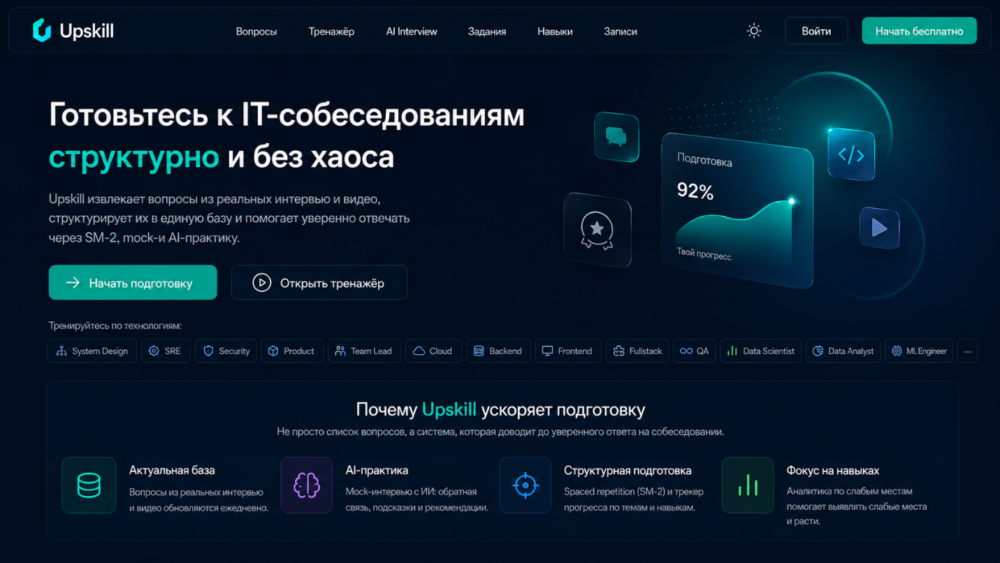 Upskill
Вопросы
Тренажёр
AI Interview
Задания
Навыки
Записи
Войти
Начать бесплатно
Готовьтесь к IT-собеседованиям
структурно и без хаоса
Upskill извлекает вопросы из реальных интервью и видео,
структурирует их в единую базу и помогает уверенно отвечать
через SM-2, mock-и AI-практику.
Начать подготовку
Открыть тренажёр
Подготовка
92%
Твой прогресс
</>
Тренируйтесь по технологиям:
System Design
SRE
Security
Product
Team Lead
Cloud
Backend
Frontend
Fullstack
QA
Data Scientist
Data Analyst
MLEngineer
...
Почему Upskill ускоряет подготовку
Не просто список вопросов, а система, которая доводит до уверенного ответа на собеседовании.
Актуальная база
Вопросы из реальных интервью
и видео обновляются ежедневно.
AI-практика
Mock-интервью с ИИ: обратная
связь, подсказки и рекомендации.
Структурная подготовка
Spaced repetition (SM-2) и трекер
прогресса по темам и навыкам.
Фокус на навыках
Аналитика по слабым местам
помогает выявлять слабые места
и расти.